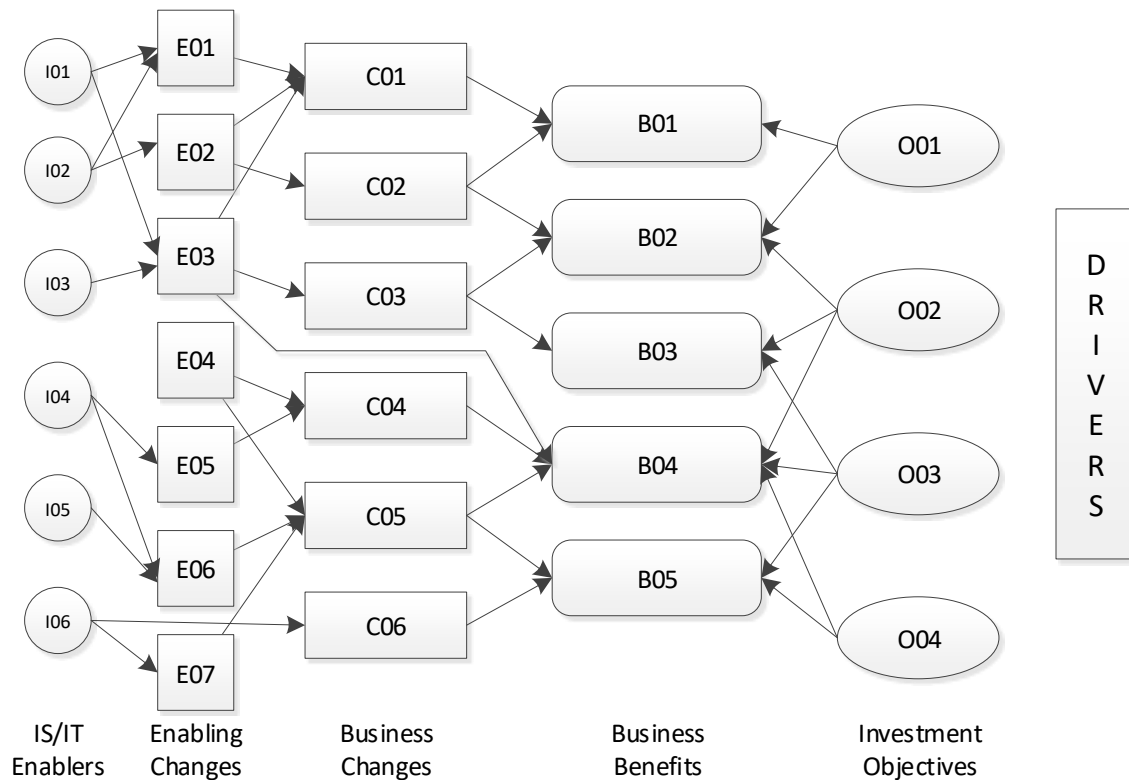 I01
I02
I03
I04
I05
I06
E01
E02
E03
E04
E05
E06
E07
C01
C02
C03
C04
C05
C06
B01
B02
B03
B04
B05
O01
O02
O03
O04
D
R
I
V
E
R
S
IS/IT
Enablers
Enabling
Changes
Business
Changes
Business
Benefits
Investment
Objectives